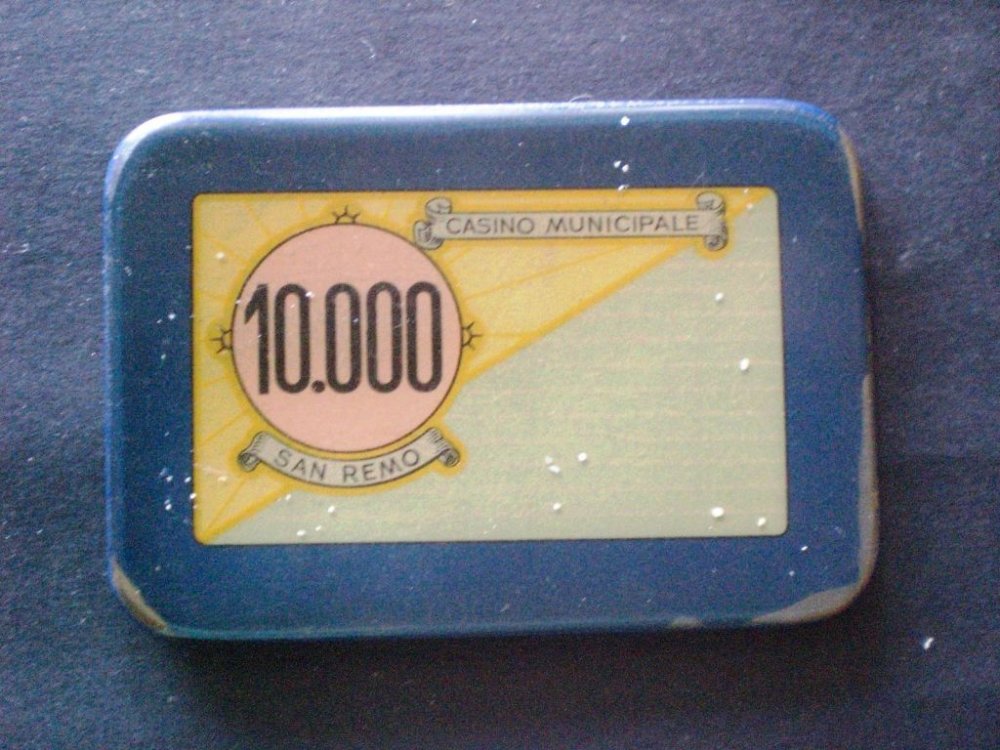 CASINO MUNICIPALE
10.000
SAN REMO